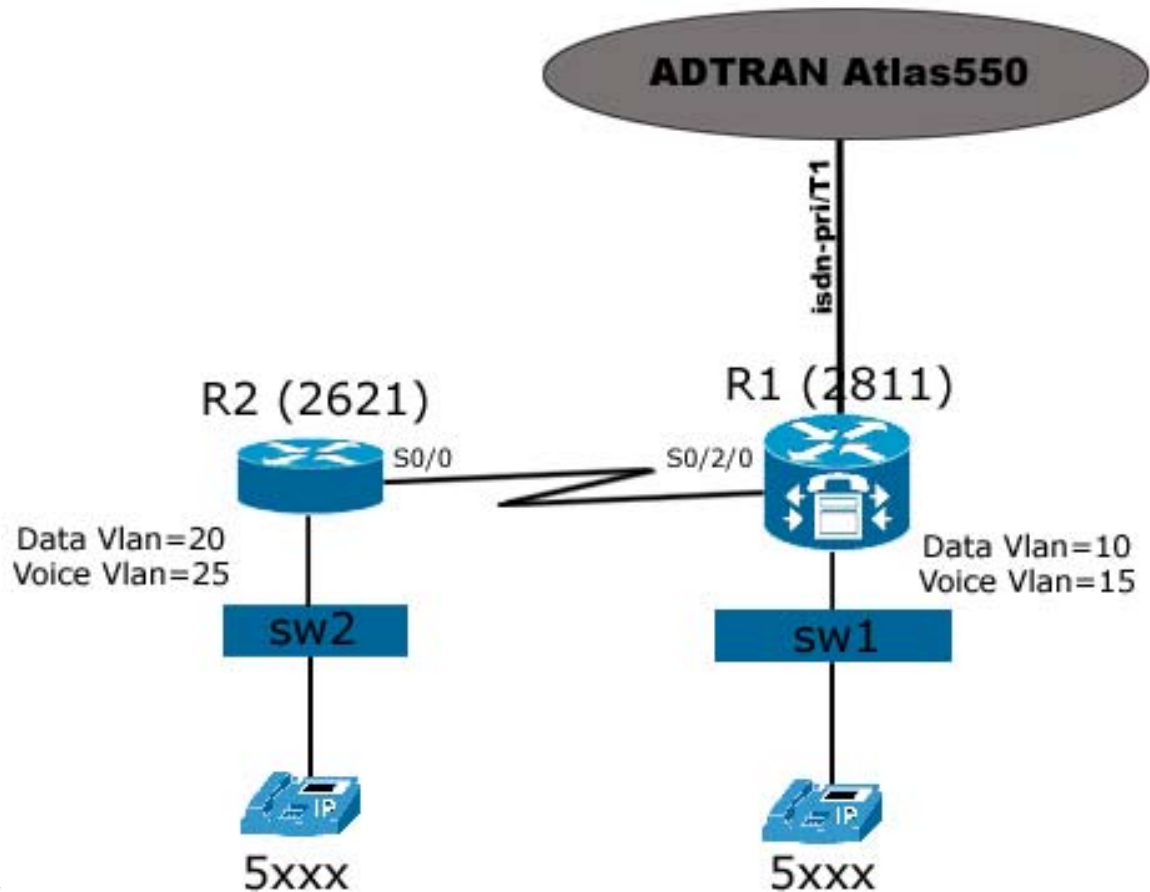 ADTRAN Atlas550
isdn-pri/T1
R2 (2621)
R1 (2811)
S0/0
S0/2/0
Data Vlan=20
Voice Vlan=25
Data Vlan=10
Voice Vlan=15
sw2
sw1
IP
IP
5xxx
5xxx